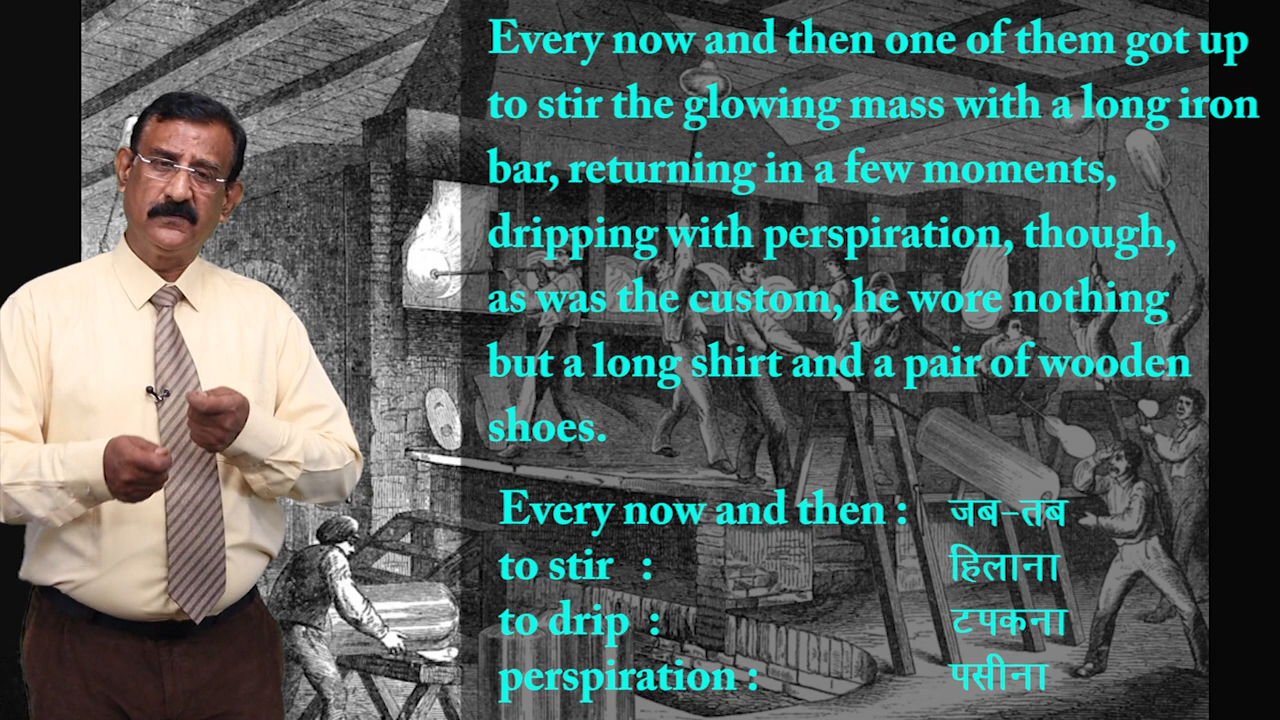 Every now and then one of them got up
to stir the glowing mass with a long iron
bar, returning in a few moments,
dripping with perspiration, though,
as was the custom, he wore nothing
but a long shirt and a pair of wooden
shoes.
Every now and then : जब-तब
to stir : हिलाना
to drip : टपकना
perspiration : पसीना